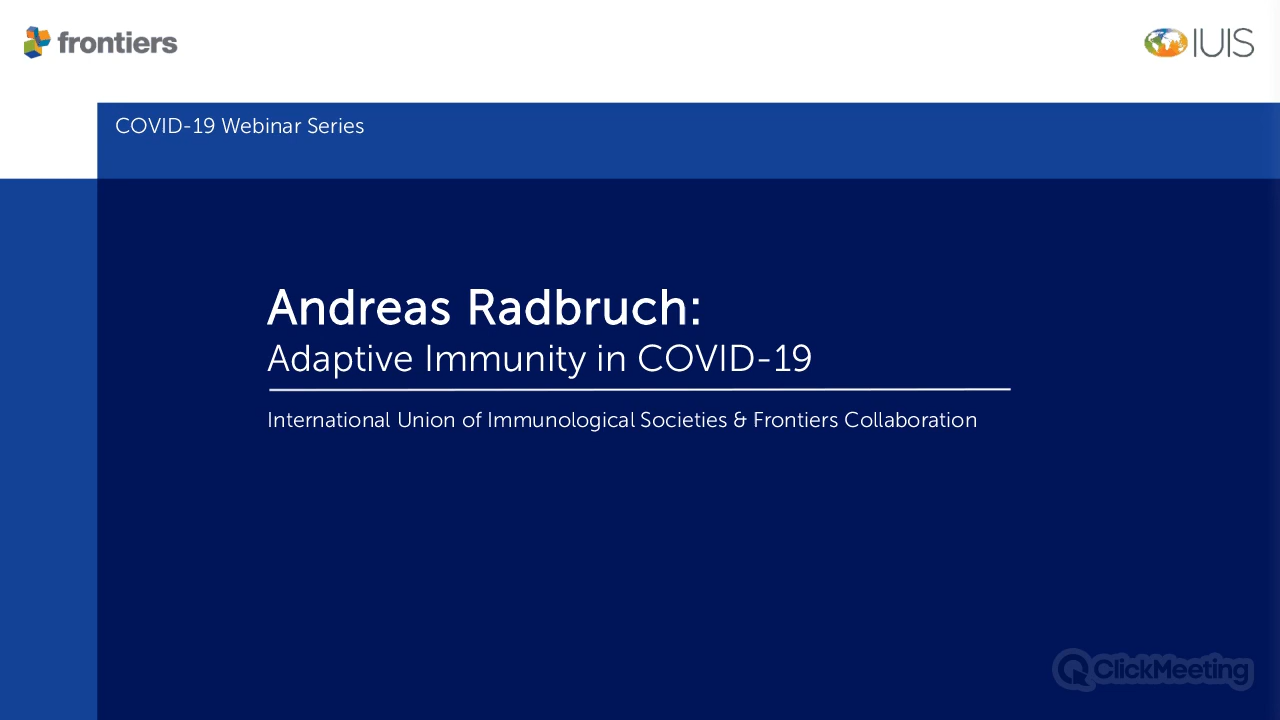 frontiers
IUIS
COVID-19 Webinar Series
Andreas Radbruch:
Adaptive Immunity in COVID-19
International Union of Immunological Societies & Frontiers Collaboration
ClickMeeting